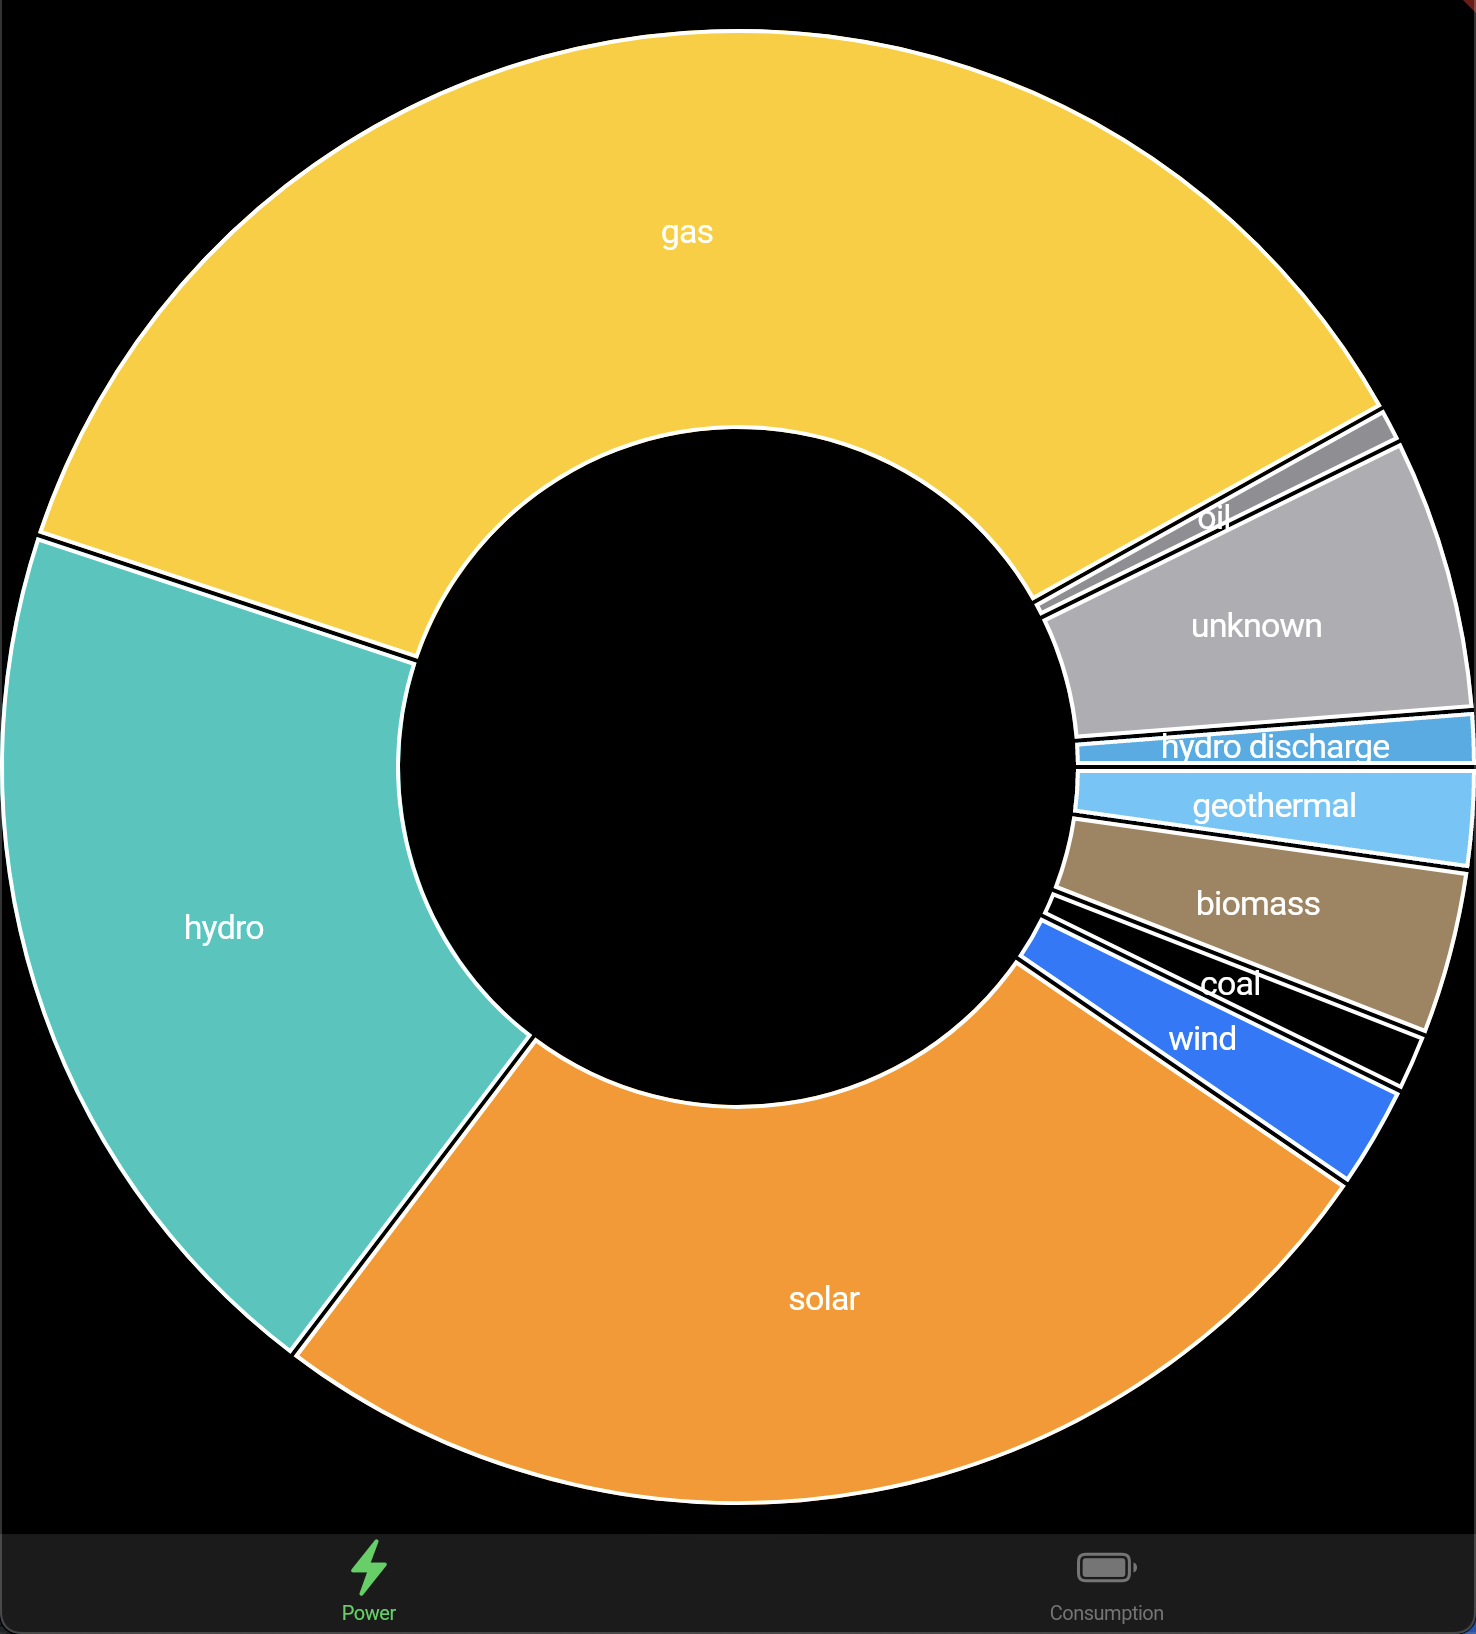 gas
oil
unknown
hydro discharge
geothermal
biomass
hydro
coal
wind
solar
Power
Consumption